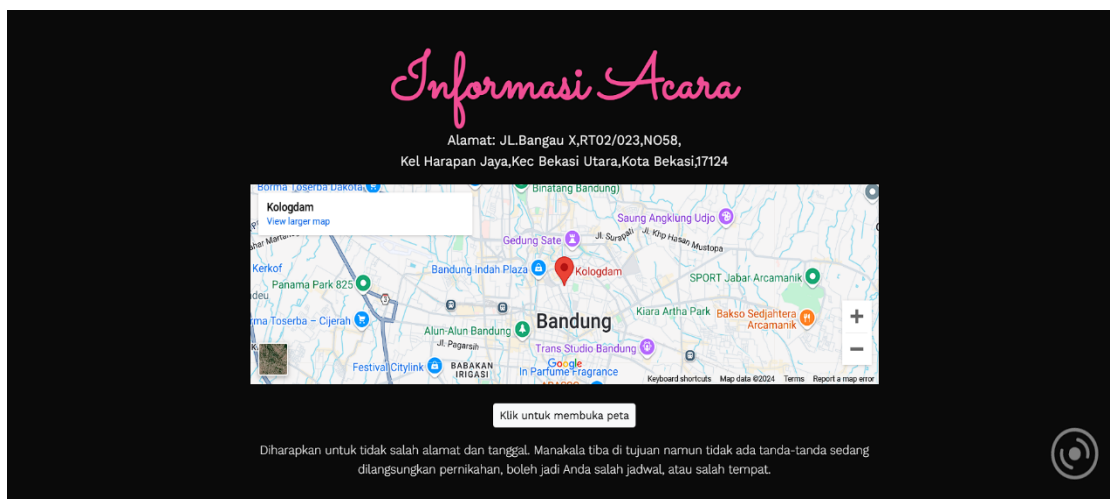 Informasi Acara
Alamat: JL.Bangau X,RT02/023,NO58,
Kel Harapan Jaya,Kec Bekasi Utara,Kota Bekasi,17124
Borma Toserba Dakota
Binatang Bandung)
Kologdam
View larger map
Saung Angklung Udjo
Jl. Surapati
Jl. Khp Hasan Mustopa
Gedung Sate
Kerkof
Bandung Indah Plaza
Kologdam
SPORT Jabar Arcamanik
Panama Park 825
3
Kiara Artha Park
Bakso Sedjahtera
Arcamanik
rma Toserba – Cijerah
Alun-Alun Bandung
Bandung
Jl. Pagarsih
Trans Studio Bandung
Festival Citylink
BABAKAN
IRIGASI
Google
In Parfume Fragrance
Keyboard shortcuts Map data ©2024 Terms Report a map error
Klik untuk membuka peta
Diharapkan untuk tidak salah alamat dan tanggal. Manakala tiba di tujuan namun tidak ada tanda-tanda sedang
dilangsungkan pernikahan, boleh jadi Anda salah jadwal, atau salah tempat.